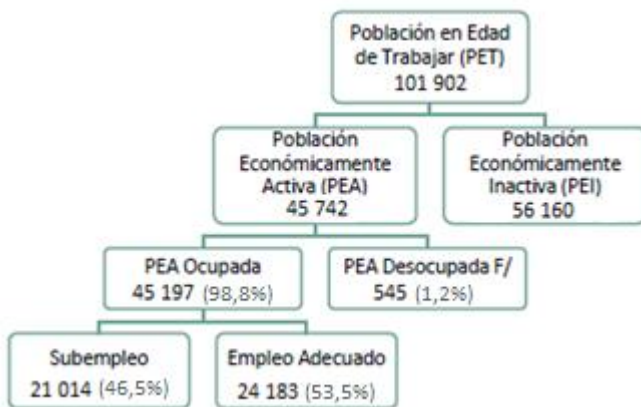 Población en Edad
de Trabajar (PET)
101 902
Población
Económicamente
Activa (PEA)
45 742
Población
Económicamente
Inactiva (PEI)
56 160
PEA Ocupada
45 197 (98,8%)
PEA Desocupada F/
545 (1,2%)
Subempleo
21 014 (46,5%)
Empleo Adecuado
24 183 (53,5%)